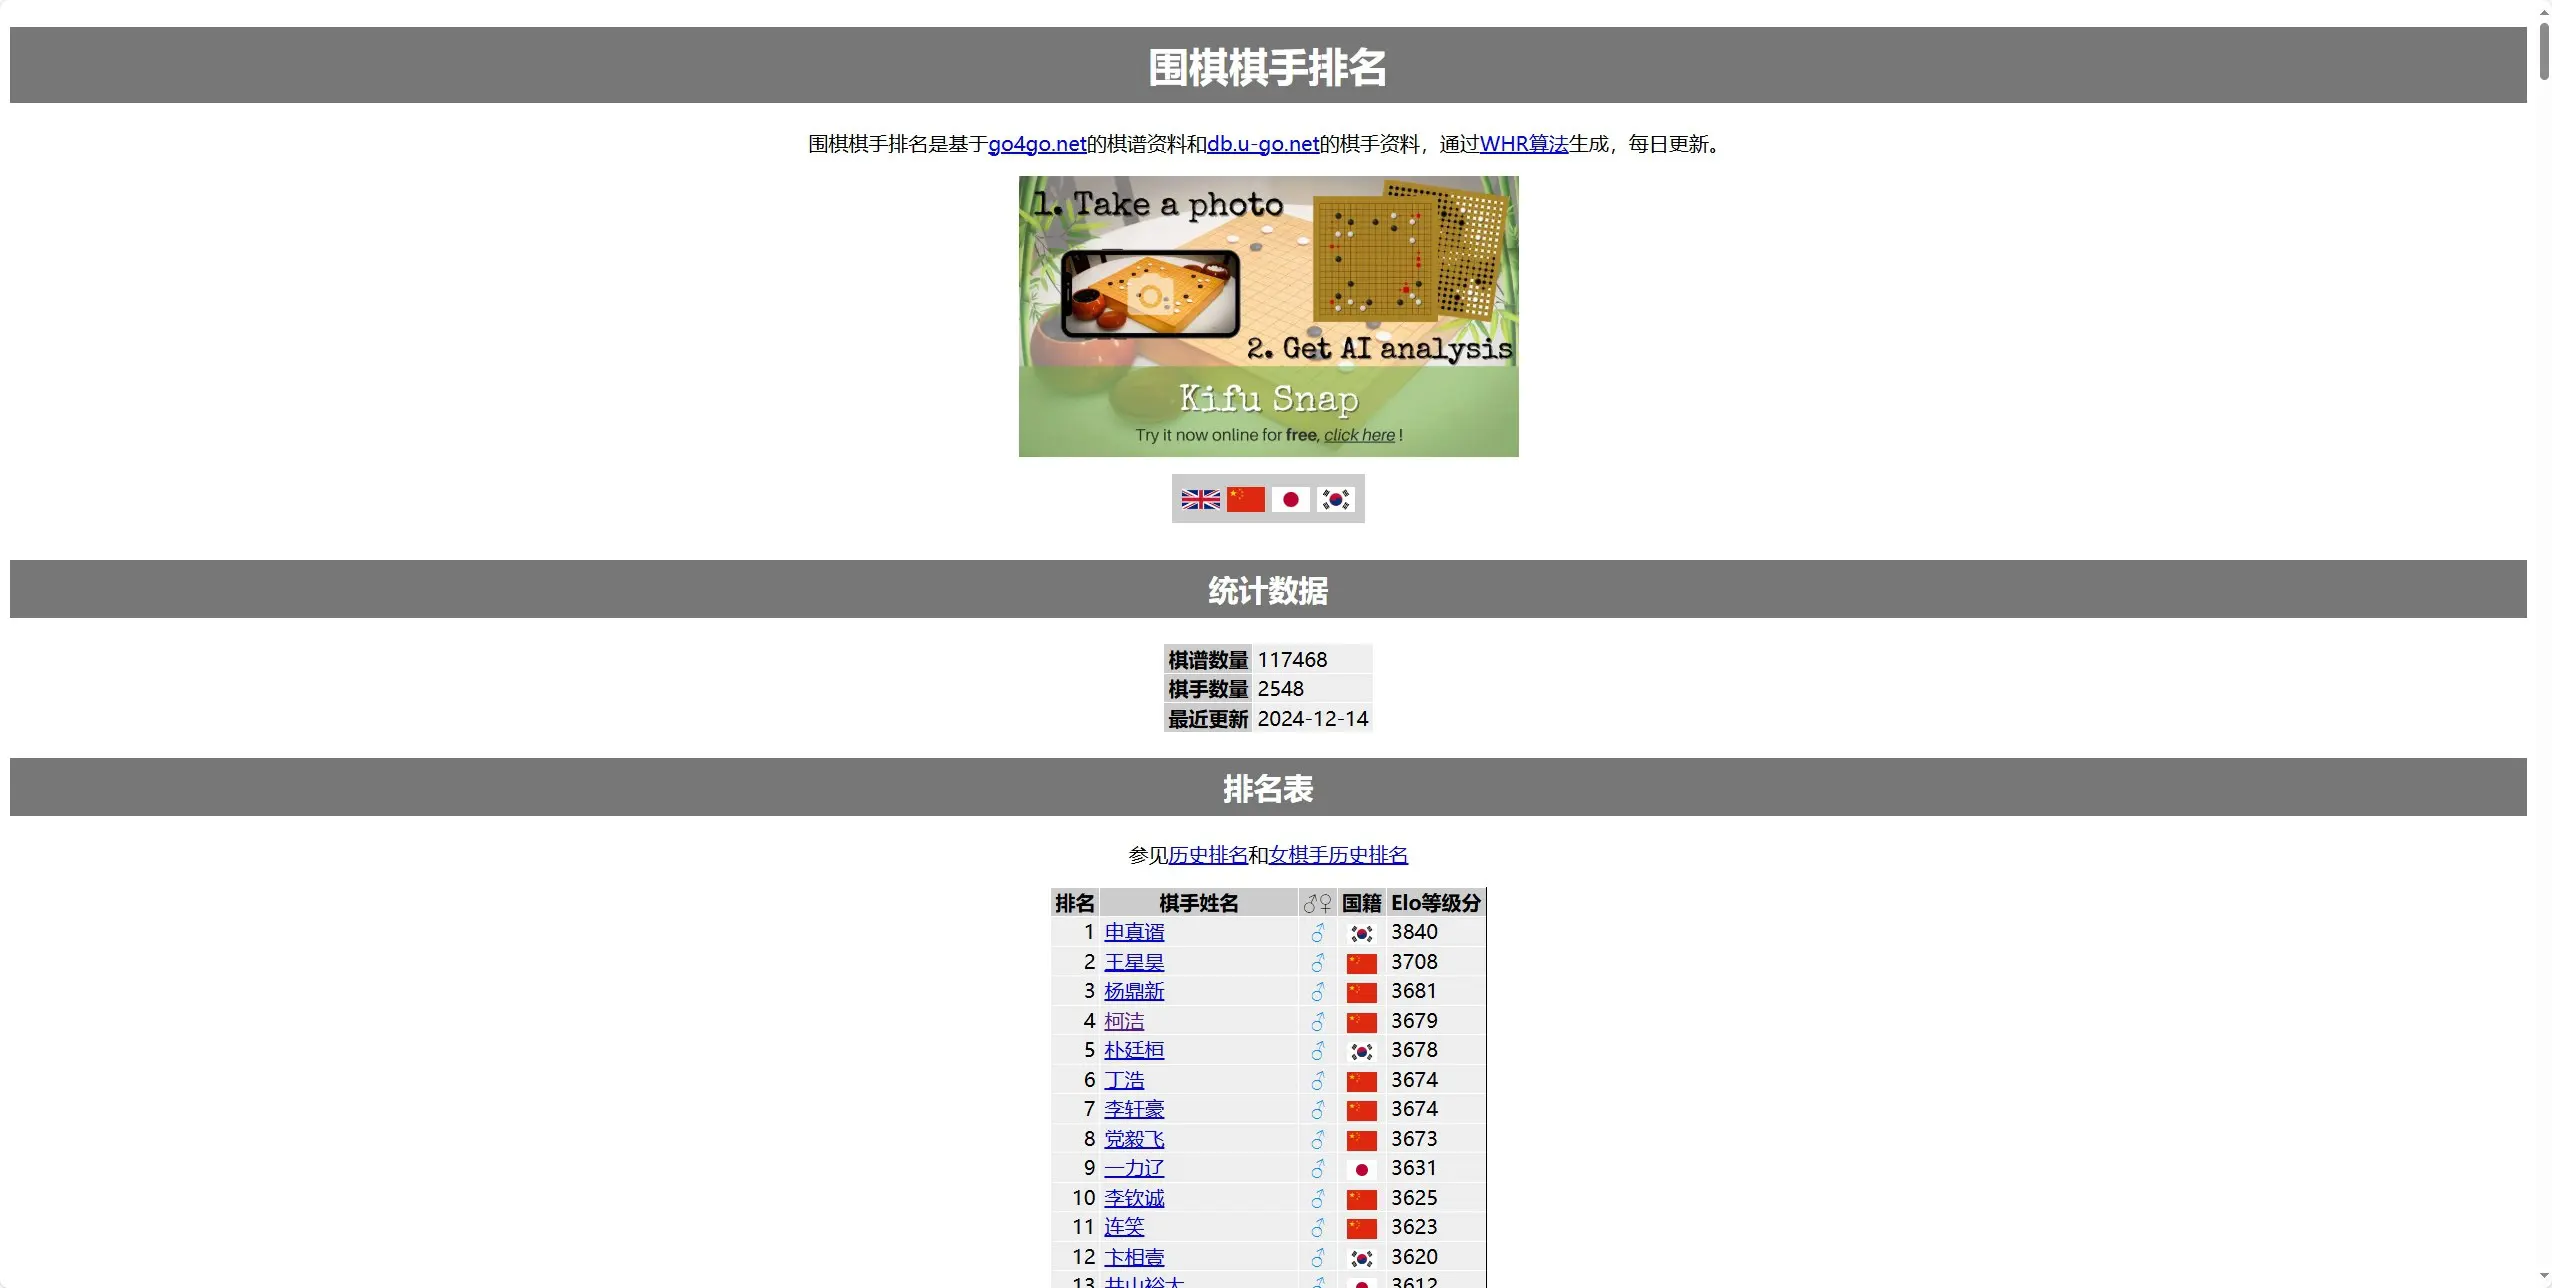 围棋棋手排名
围棋棋手排名是基于go4go.net的棋谱资料和db.u-go.net的棋手资料，通过WHR算法生成，每日更新。
1. Take a photo
2. Get AI analysis
Kifu Snap
Try it now online for free, click here !
统计数据
棋谱数量 117468
棋手数量 2548
最近更新 2024-12-14
排名表
参见历史排名和女棋手历史排名
排名 棋手姓名 ♂♀ 国籍 Elo等级分
1 申真谞 ♂ 3840
2 王星昊 ♂ 3708
3 杨鼎新 ♂ 3681
4 柯洁 ♂ 3679
5 朴廷桓 ♂ 3678
6 丁浩 ♂ 3674
7 李轩豪 ♂ 3674
8 党毅飞 ♂ 3673
9 一力辽 ♂ 3631
10 李钦诚 ♂ 3625
11 连笑 ♂ 3623
12 卞相壹 ♂ 3620
13 井山裕太 ♂ 3612